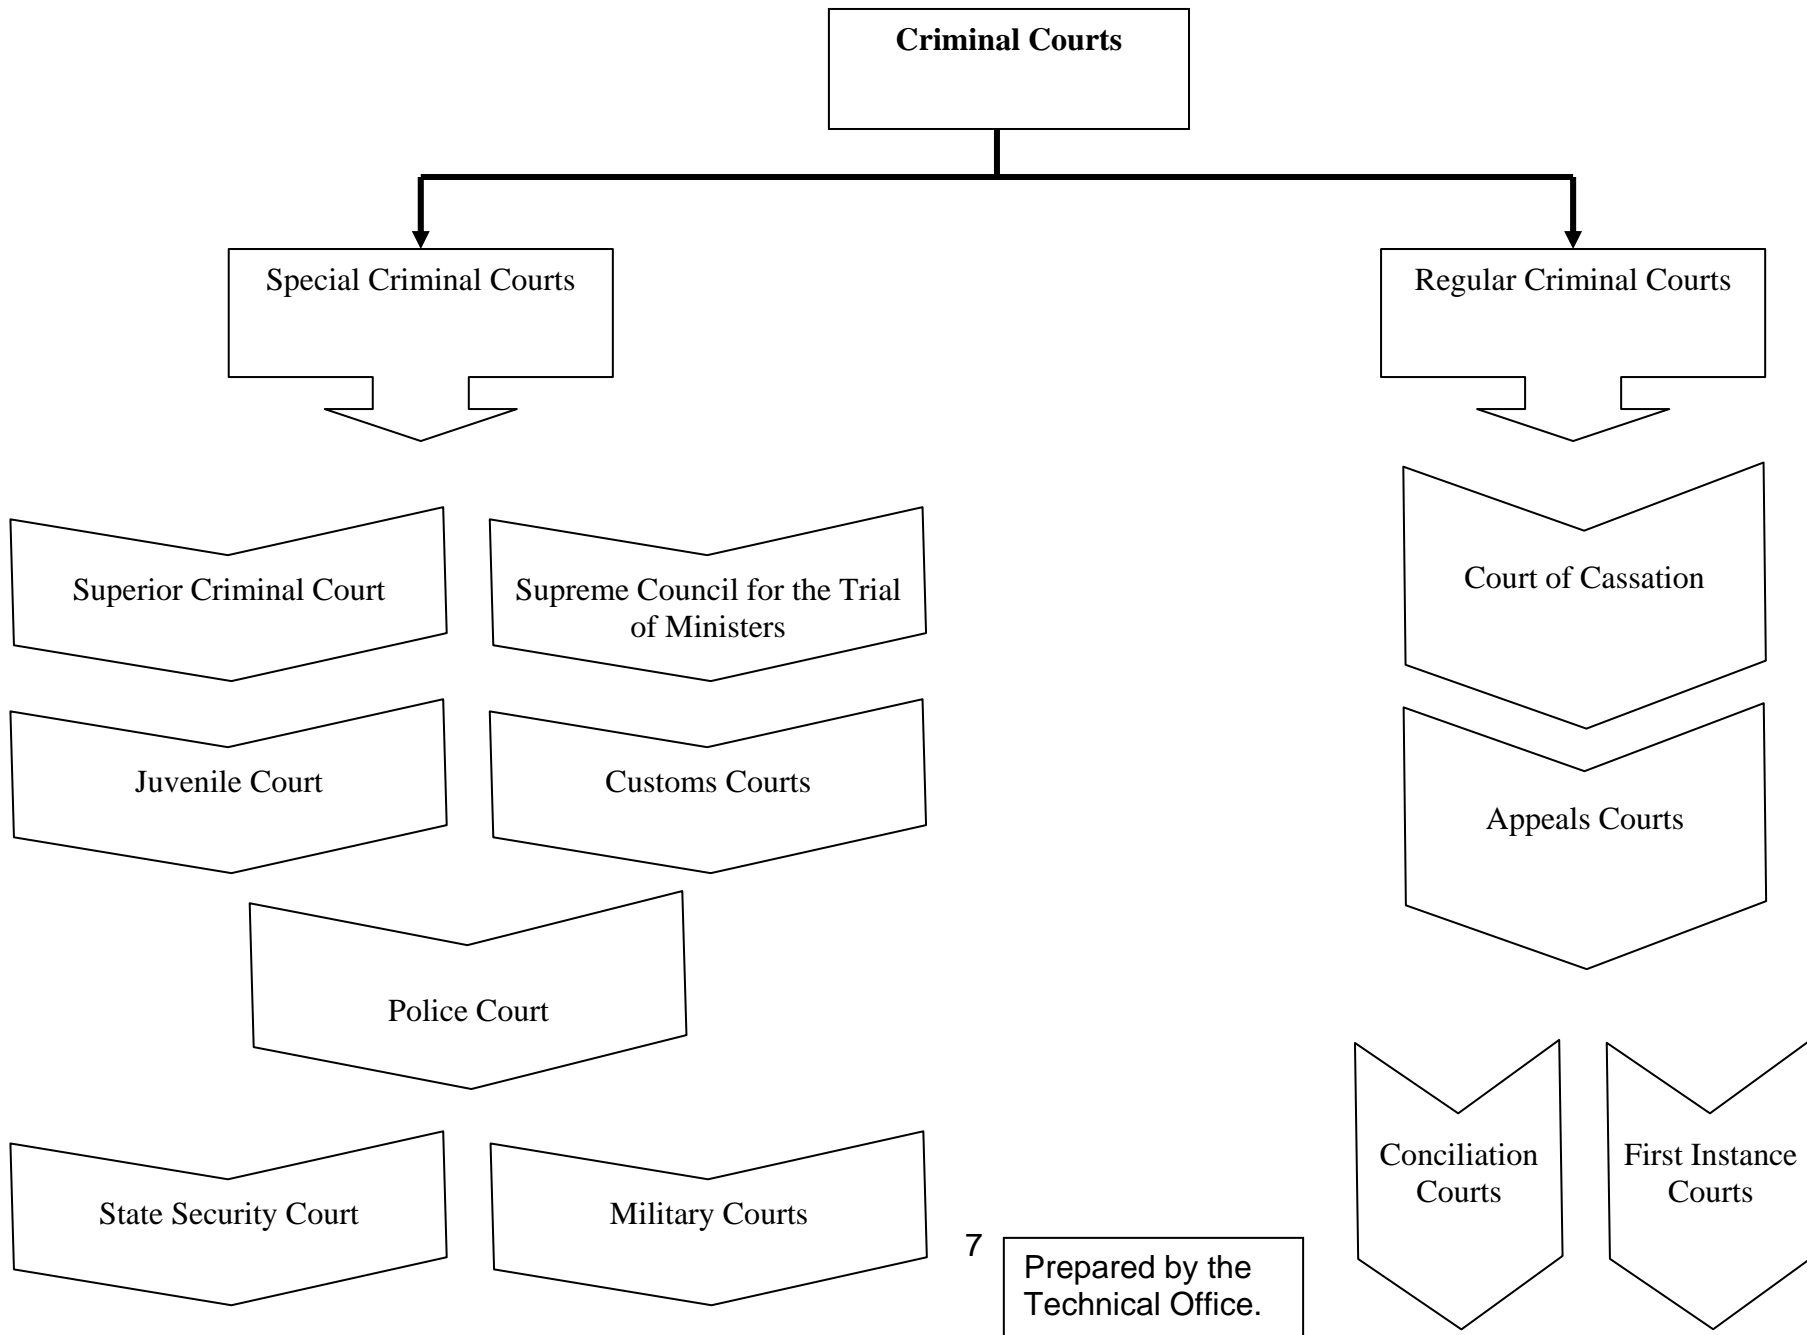 Criminal Courts
Special Criminal Courts
Regular Criminal Courts
Superior Criminal Court
Supreme Council for the Trial
of Ministers
Court of Cassation
Juvenile Court
Customs Courts
Appeals Courts
Police Court
Conciliation
Courts
First Instance
Courts
State Security Court
Military Courts
7
Prepared by the
Technical Office.